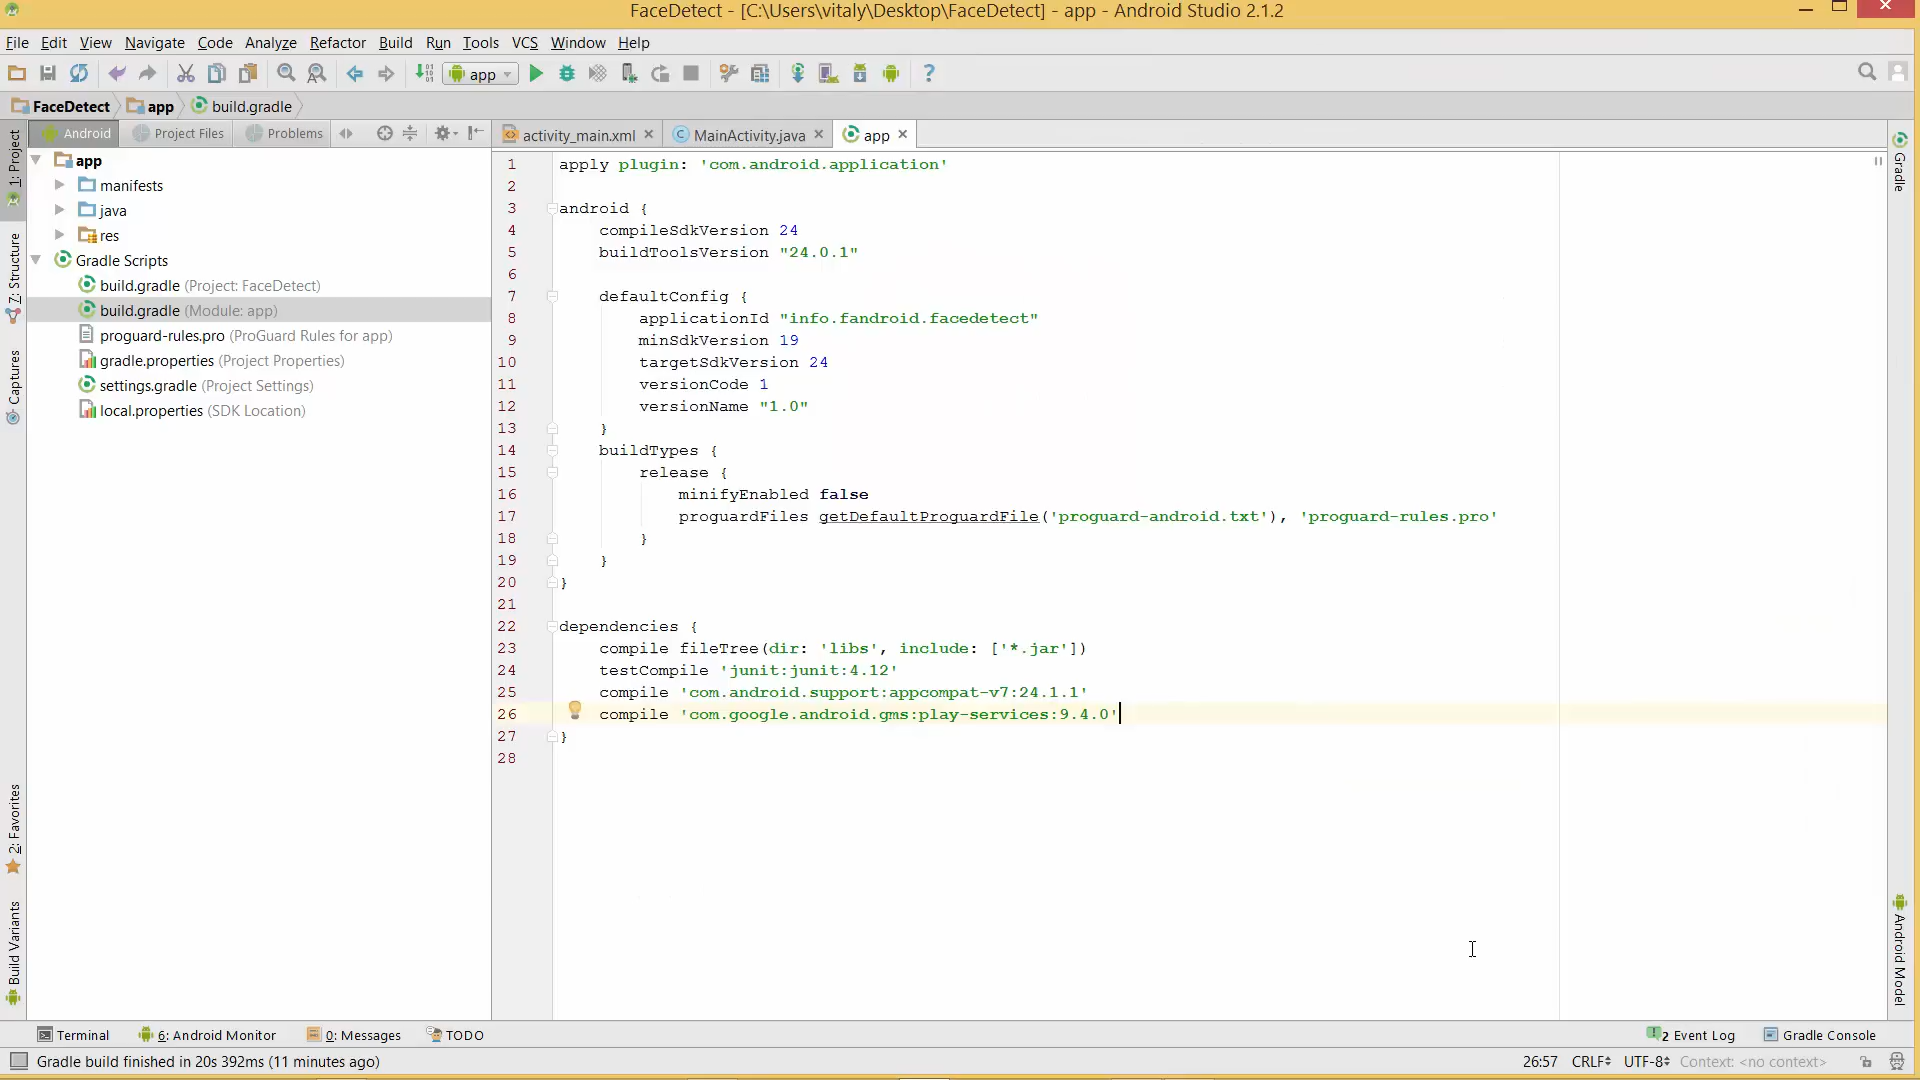 FaceDetect - [C:\Users\vitaly\Desktop\FaceDetect] - app - Android Studio 2.1.2
File Edit View Navigate Code Analyze Refactor Build Run Tools VCS Window Help
app
FaceDetect app build.gradle
Android Project Files Problems
activity_main.xml MainActivity.java app
1: Project
Z: Structure
Captures
2: Favorites
Build Variants
app
manifests
java
res
Gradle Scripts
build.gradle (Project: FaceDetect)
build.gradle (Module: app)
proguard-rules.pro (ProGuard Rules for app)
gradle.properties (Project Properties)
settings.gradle (Project Settings)
local.properties (SDK Location)
1 apply plugin: 'com.android.application'
2
3 android {
4 compileSdkVersion 24
5 buildToolsVersion "24.0.1"
6
7 defaultConfig {
8 applicationId "info.fandroid.facedetect"
9 minSdkVersion 19
10 targetSdkVersion 24
11 versionCode 1
12 versionName "1.0"
13 }
14 buildTypes {
15 release {
16 minifyEnabled false
17 proguardFiles getDefaultProguardFile('proguard-android.txt'), 'proguard-rules.pro'
18 }
19 }
20 }
21
22 dependencies {
23 compile fileTree(dir: 'libs', include: ['*.jar'])
24 testCompile 'junit:junit:4.12'
25 compile 'com.android.support:appcompat-v7:24.1.1'
26 compile 'com.google.android.gms:play-services:9.4.0'
27 }
28
Gradle
Android Model
Terminal 6: Android Monitor 0: Messages TODO 2 Event Log Gradle Console
Gradle build finished in 20s 392ms (11 minutes ago) 26:57 CRLF UTF-8 Context: <no context>